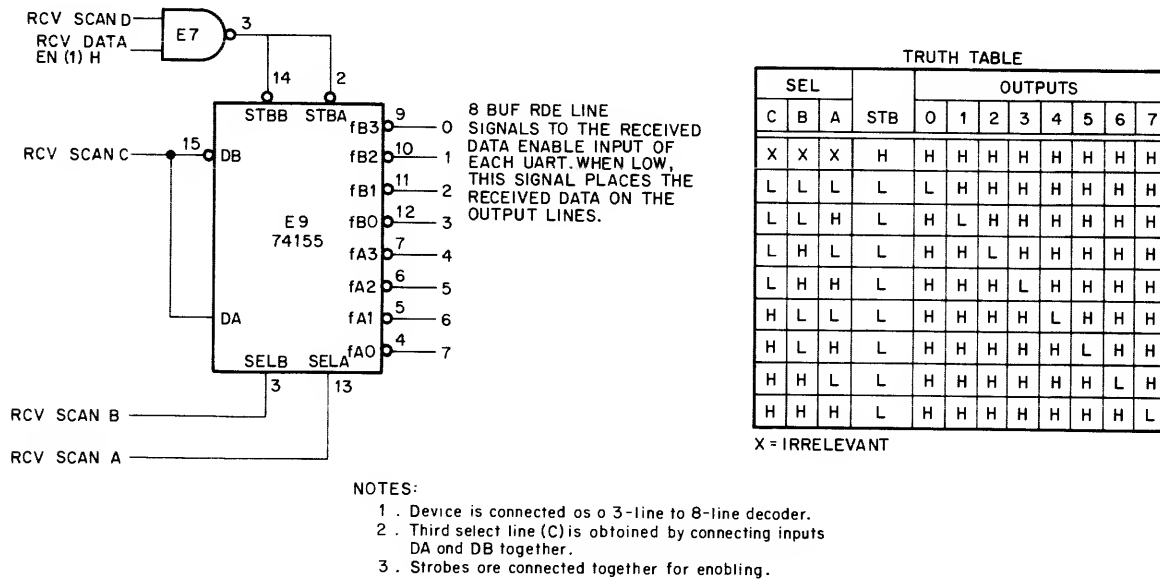 RCV SCAN D
RCV DATA
EN (1) H
E7
3
14
2
STBB STBA
15
RCV SCAN C
DB
DA
E9
74155
fB3 9 0
fB2 10 1
fB1 11 2
fB0 12 3
fA3 7 4
fA2 6 5
fA1 5 6
fA0 4 7
SELB SELA
3 13
RCV SCAN B
RCV SCAN A
8 BUF RDE LINE
SIGNALS TO THE RECEIVED
DATA ENABLE INPUT OF
EACH UART. WHEN LOW,
THIS SIGNAL PLACES THE
RECEIVED DATA ON THE
OUTPUT LINES.
TRUTH TABLE
SEL OUTPUTS
C B A STB 0 1 2 3 4 5 6 7
X X X H H H H H H H H H
L L L L L H H H H H H H
L L H L H L H H H H H H
L H L L H H L H H H H H
L H H L H H H L H H H H
H L L L H H H H L H H H
H L H L H H H H H L H H
H H L L H H H H H H L H
H H H L H H H H H H H L
X = IRRELEVANT
NOTES:
1 . Device is connected os o 3-line to 8-line decoder.
2 . Third select line (C) is obtoined by connecting inputs
DA ond DB together.
3 . Strobes ore connected together for enobling.